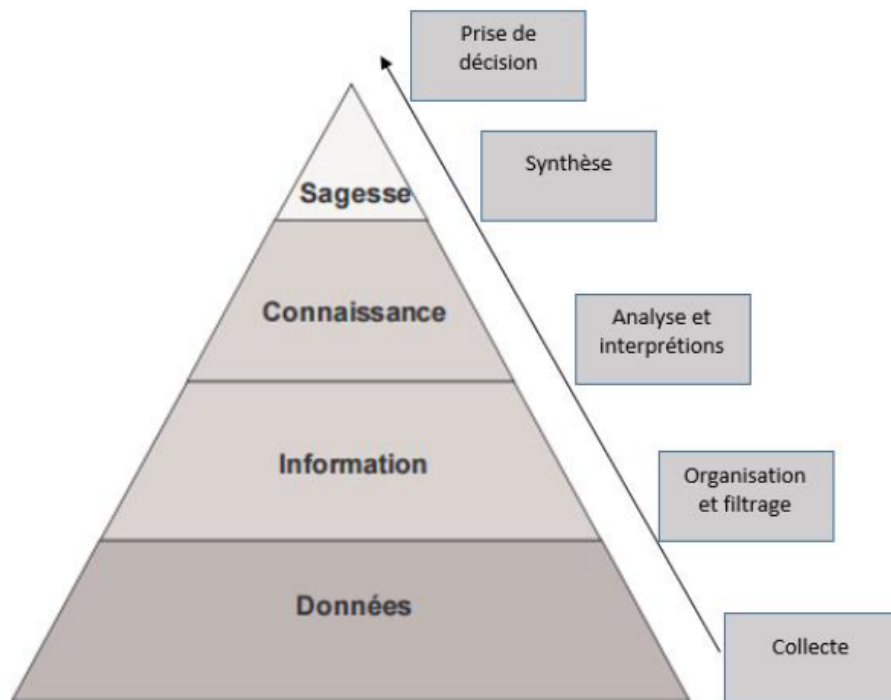 Prise de
décision
Synthèse
Sagesse
Analyse et
interprétions
Connaissance
Organisation
et filtrage
Information
Données
Collecte